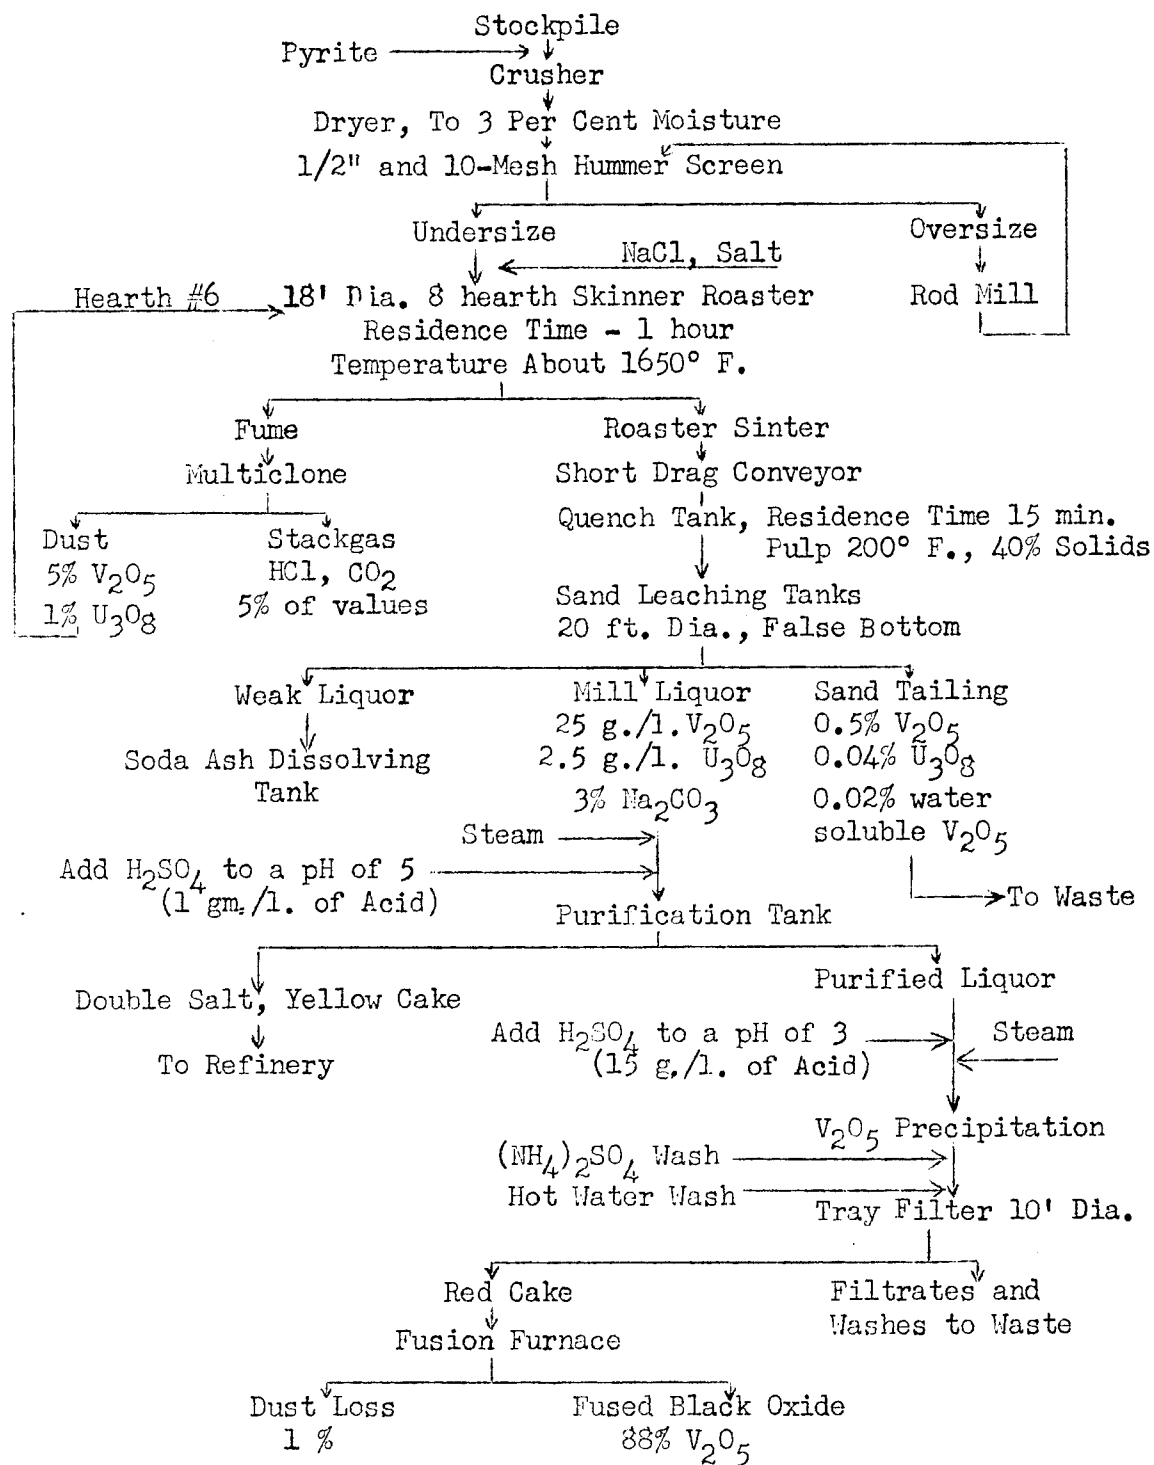 Stockpile
Pyrite
Crusher
Dryer, To 3 Per Cent Moisture
1/2" and 10-Mesh Hummer Screen
Undersize
Oversize
NaCl, Salt
Hearth #6
18' Dia. 8 hearth Skinner Roaster
Rod Mill
Residence Time - 1 hour
Temperature About 1650° F.
Fume
Roaster Sinter
Multiclone
Short Drag Conveyor
Quench Tank, Residence Time 15 min.
Pulp 200° F., 40% Solids
Dust
5% V2O5
1% U3O8
Stackgas
HCl, CO2
5% of values
Sand Leaching Tanks
20 ft. Dia., False Bottom
Weak Liquor
Soda Ash Dissolving
Tank
Mill Liquor
25 g./l. V2O5
2.5 g./l. U3O8
3% Na2CO3
Sand Tailing
0.5% V2O5
0.04% U3O8
0.02% water
soluble V2O5
To Waste
Steam
Add H2SO4 to a pH of 5
(1 gm./l. of Acid)
Purification Tank
Double Salt, Yellow Cake
To Refinery
Purified Liquor
Add H2SO4 to a pH of 3
(15 g./l. of Acid)
Steam
V2O5 Precipitation
(NH4)2SO4 Wash
Hot Water Wash
Tray Filter 10' Dia.
Red Cake
Fusion Furnace
Filtrates and
Washes to Waste
Dust Loss
1 %
Fused Black Oxide
88% V2O5